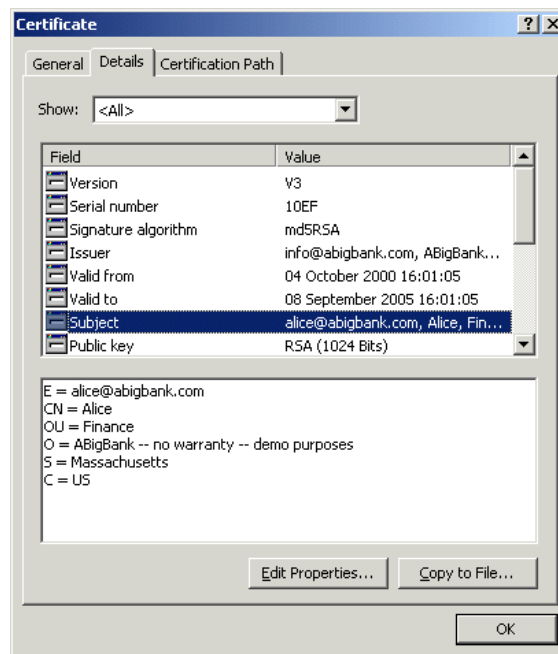 Certificate
General Details Certification Path
Show: <All>
Field Value
Version V3
Serial number 10EF
Signature algorithm md5RSA
Issuer info@abigbank.com, ABigBank...
Valid from 04 October 2000 16:01:05
Valid to 08 September 2005 16:01:05
Subject alice@abigbank.com, Alice, Fin...
Public key RSA (1024 Bits)
E = alice@abigbank.com
CN = Alice
OU = Finance
O = ABigBank -- no warranty -- demo purposes
S = Massachusetts
C = US
Edit Properties... Copy to File...
OK